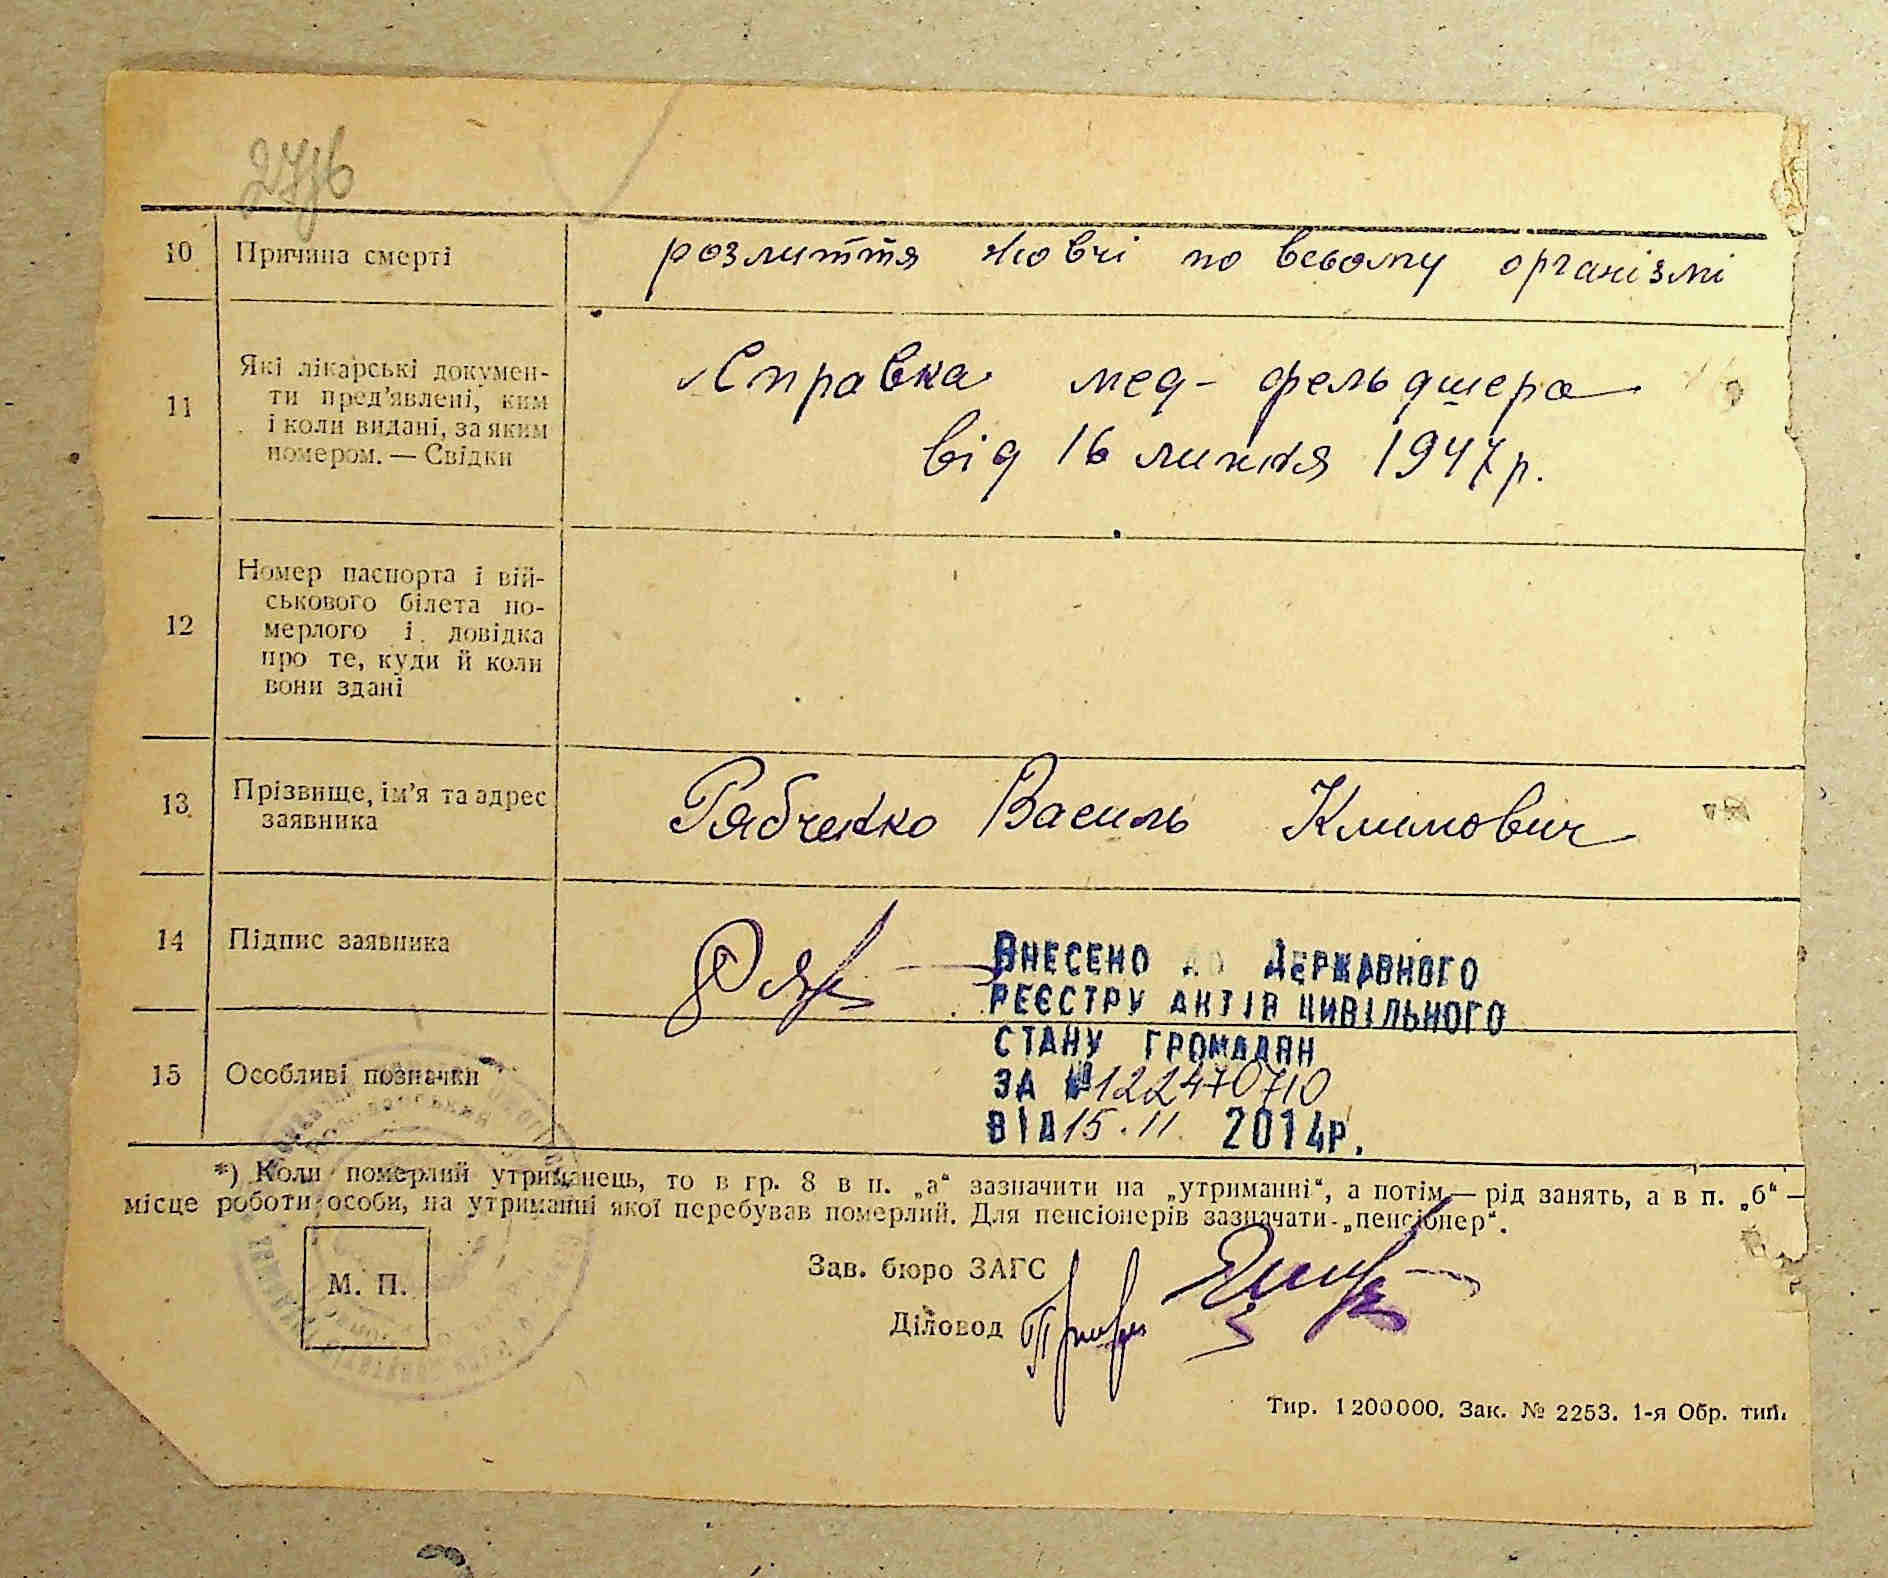 10 Причина смерті розлиття жовчі по всьому організмі
11 Які лікарські докумен-
ти пред'явлені, ким
і коли видані, за яким
номером. — Свідки
Справка мед-фельдшера
від 16 липня 1947 р.
12 Номер паспорта і вій-
ськового білета по-
мерлого і довідка
про те, куди й коли
вони здані
13 Прізвище, ім'я та адрес
заявника
Рябченко Василь Климович
14 Підпис заявника
ВНЕСЕНО ДО ДЕРЖАВНОГО
РЕЄСТРУ АКТІВ ЦИВІЛЬНОГО
СТАНУ ГРОМАДЯН
ЗА № 122470710
ВІД 15.11. 2014р.
15 Особливі позначки
*) Коли померлий утриманець, то в гр. 8 в п. „а“ зазначити на „утриманні“, а потім — рід занять, а в п. „б“ —
місце роботи особи, на утриманні якої перебував померлий. Для пенсіонерів зазначати-„пенсіонер“.
М. П.
Зав. бюро ЗАГС
Діловод
Тир. 1200000. Зак. № 2253. 1-я Обр. тип.